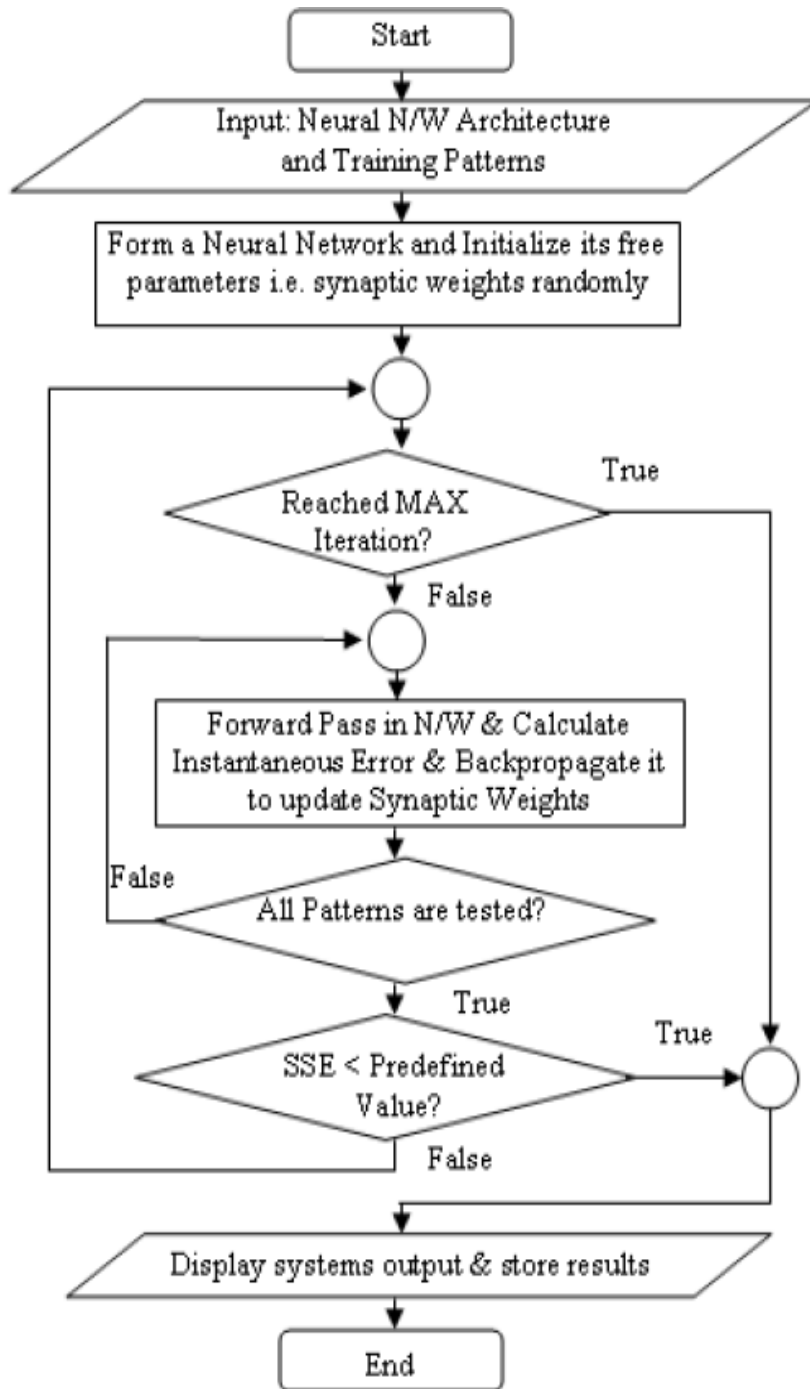 Start
Input: Neural N/W Architecture
and Training Patterns
Form a Neural Network and Initialize its free
parameters i.e. synaptic weights randomly
True
Reached MAX
Iteration?
False
Forward Pass in N/W & Calculate
Instantaneous Error & Backpropagate it
to update Synaptic Weights
False
All Patterns are tested?
True
True
SSE < Predefined
Value?
False
Display systems output & store results
End